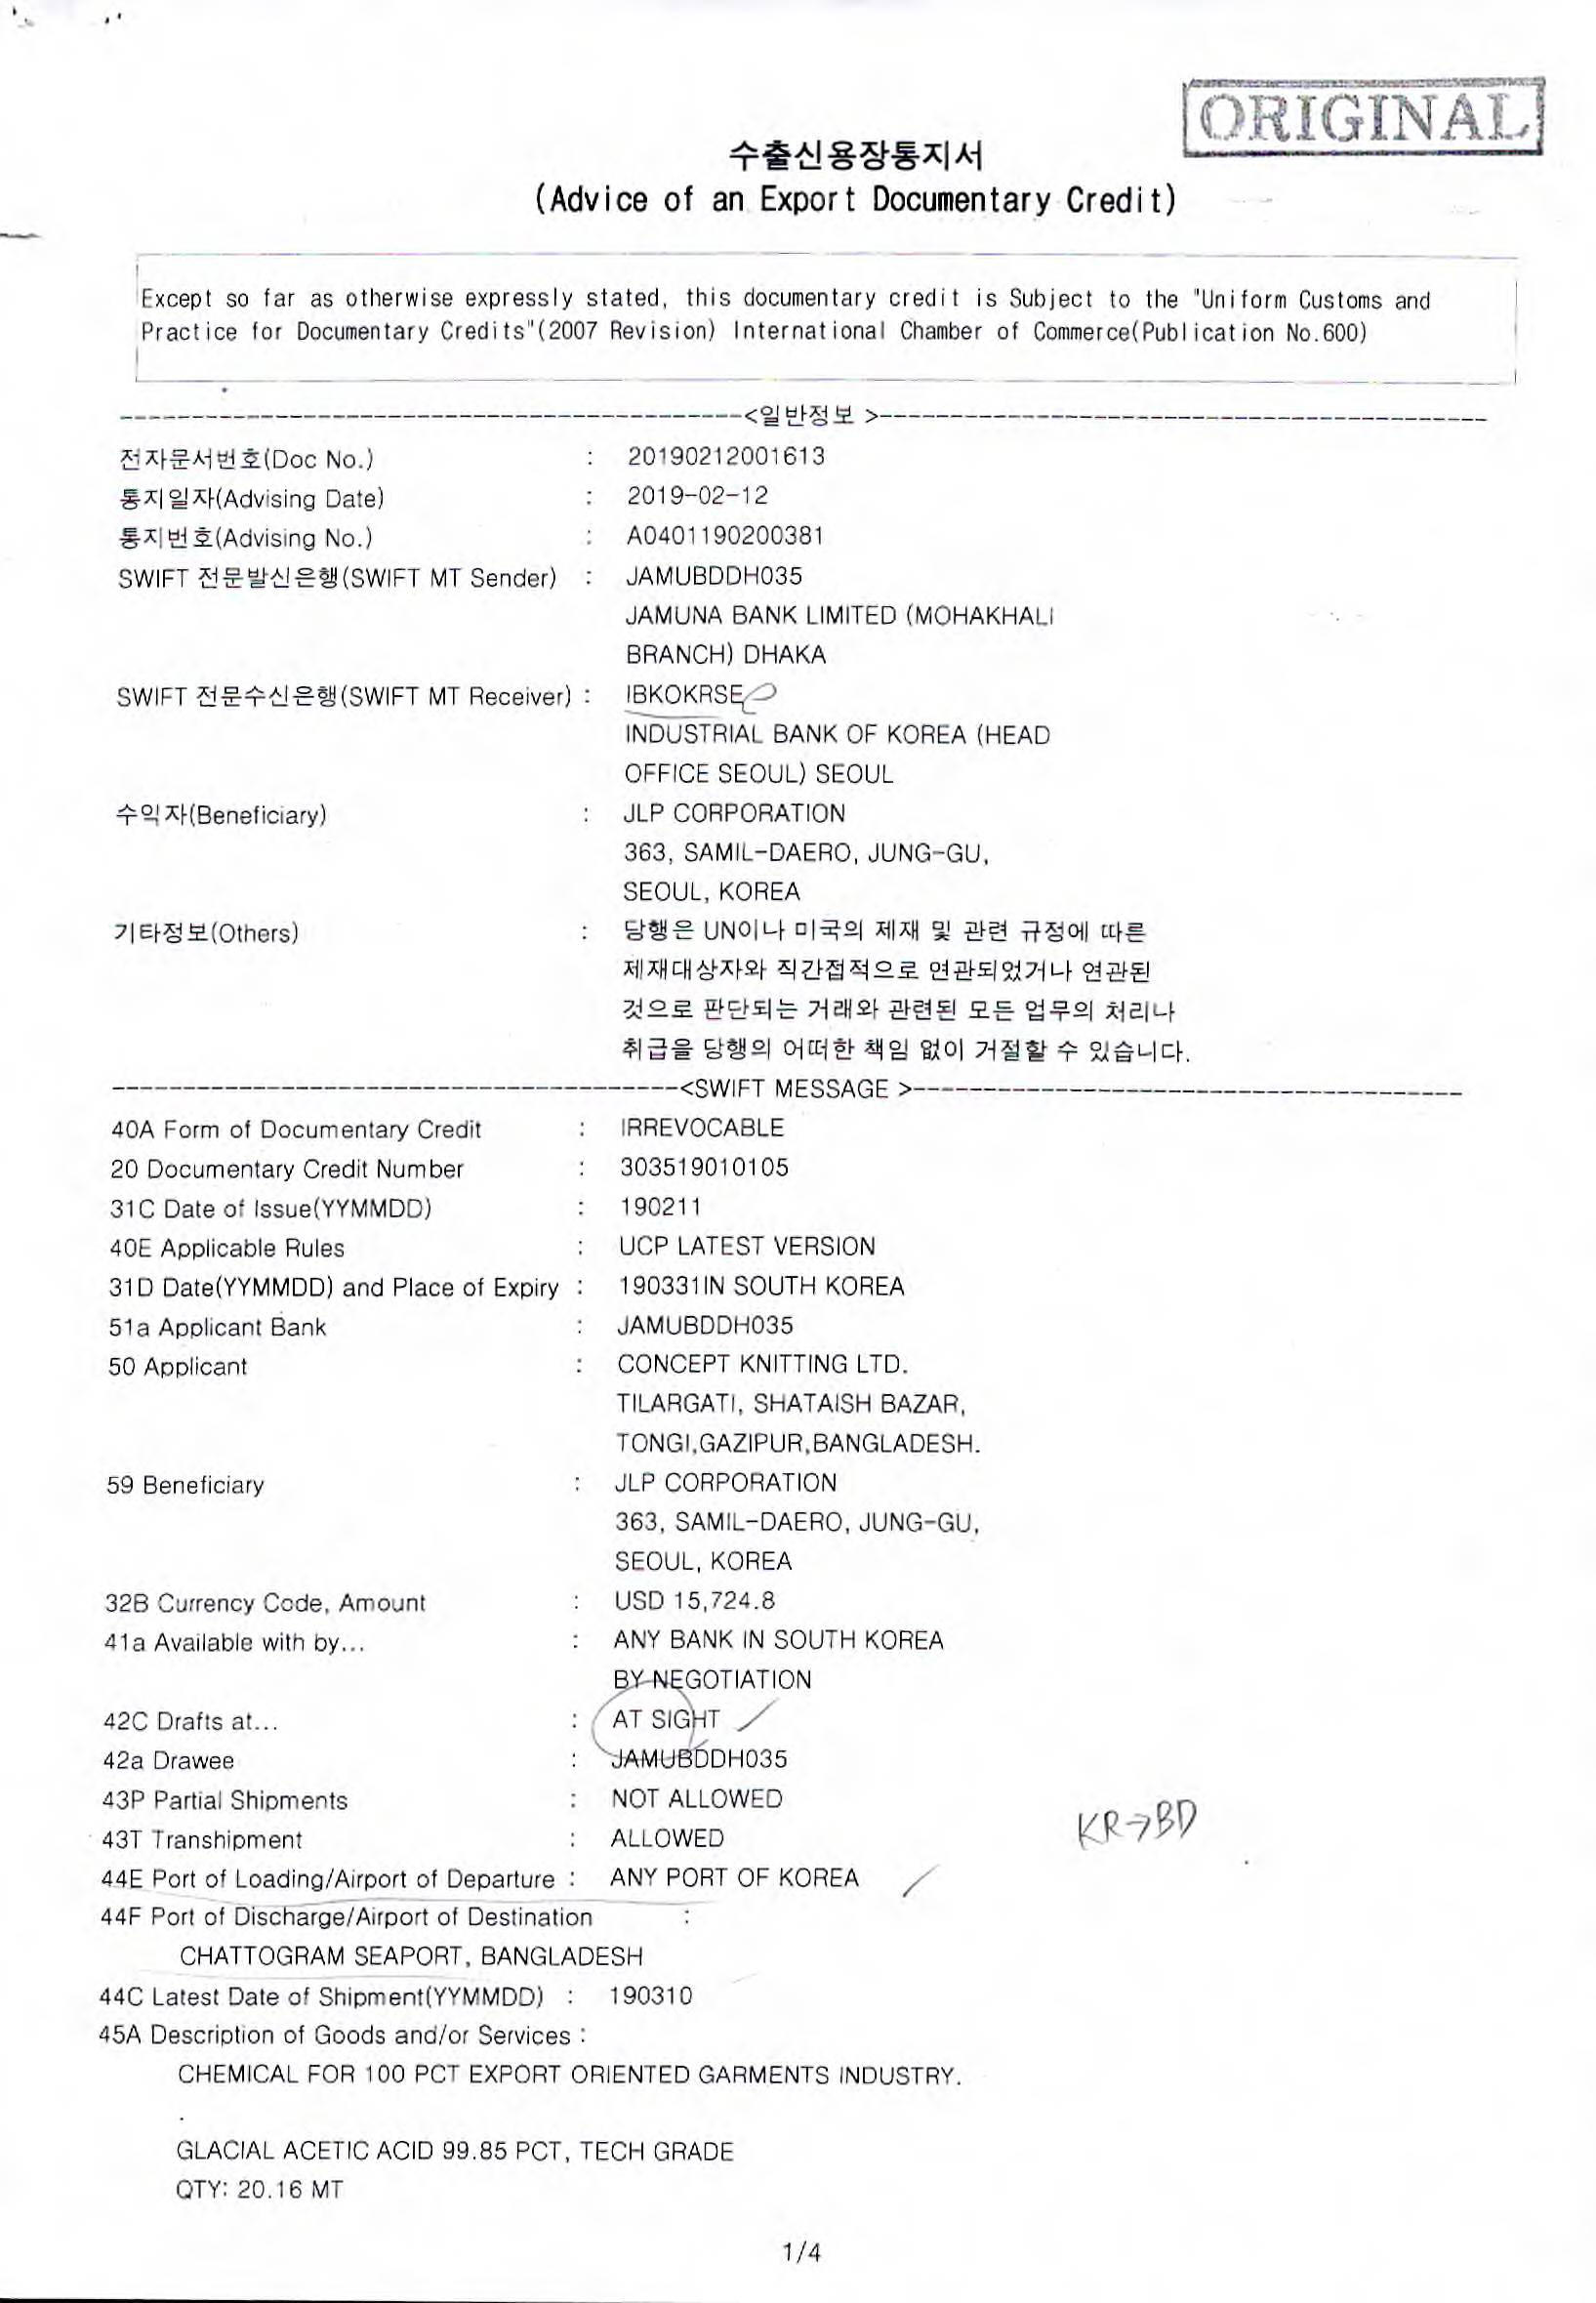 ORIGINAL
수출신용장통지서
(Advice of an Export Documentary Credit)
Except so far as otherwise expressly stated, this documentary credit is Subject to the "Uniform Customs and
Practice for Documentary Credits"(2007 Revision) International Chamber of Commerce(Publication No.600)
--------------------------------------------<일반정보 >--------------------------------------------
전자문서번호(Doc No.) : 20190212001613
통지일자(Advising Date) : 2019-02-12
통지번호(Advising No.) : A0401190200381
SWIFT 전문발신은행(SWIFT MT Sender) : JAMUBDDH035
JAMUNA BANK LIMITED (MOHAKHALI
BRANCH) DHAKA
SWIFT 전문수신은행(SWIFT MT Receiver) : IBKOKRSE
INDUSTRIAL BANK OF KOREA (HEAD
OFFICE SEOUL) SEOUL
수익자(Beneficiary) : JLP CORPORATION
363, SAMIL-DAERO, JUNG-GU,
SEOUL, KOREA
기타정보(Others) : 당행은 UN이나 미국의 제재 및 관련 규정에 따른
제재대상자와 직간접적으로 연관되었거나 연관된
것으로 판단되는 거래와 관련된 모든 업무의 처리나
취급을 당행의 어떠한 책임 없이 거절할 수 있습니다.
----------------------------------------<SWIFT MESSAGE >----------------------------------------
40A Form of Documentary Credit : IRREVOCABLE
20 Documentary Credit Number : 303519010105
31C Date of Issue(YYMMDD) : 190211
40E Applicable Rules : UCP LATEST VERSION
31D Date(YYMMDD) and Place of Expiry : 190331IN SOUTH KOREA
51a Applicant Bank : JAMUBDDH035
50 Applicant : CONCEPT KNITTING LTD.
TILARGATI, SHATAISH BAZAR,
TONGI,GAZIPUR,BANGLADESH.
59 Beneficiary : JLP CORPORATION
363, SAMIL-DAERO, JUNG-GU,
SEOUL, KOREA
32B Currency Code, Amount : USD 15,724.8
41a Available with by... : ANY BANK IN SOUTH KOREA
BY NEGOTIATION
42C Drafts at... : AT SIGHT
42a Drawee : JAMUBDDH035
43P Partial Shipments : NOT ALLOWED
43T Transhipment : ALLOWED
KR→BD
44E Port of Loading/Airport of Departure : ANY PORT OF KOREA
44F Port of Discharge/Airport of Destination :
CHATTOGRAM SEAPORT, BANGLADESH
44C Latest Date of Shipment(YYMMDD) : 190310
45A Description of Goods and/or Services :
CHEMICAL FOR 100 PCT EXPORT ORIENTED GARMENTS INDUSTRY.
.
GLACIAL ACETIC ACID 99.85 PCT, TECH GRADE
QTY: 20.16 MT
1/4